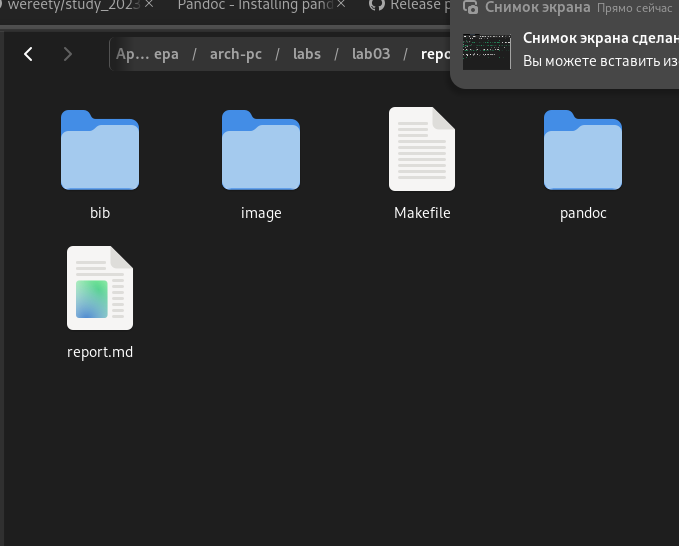 wereety/study_2023 × Pandoc - Installing pand × Release p
Снимок экрана Прямо сейчас
Снимок экрана сделан
Вы можете вставить из
Ар… ера / arch-pc / labs / lab03 / repo
bib image Makefile pandoc
report.md